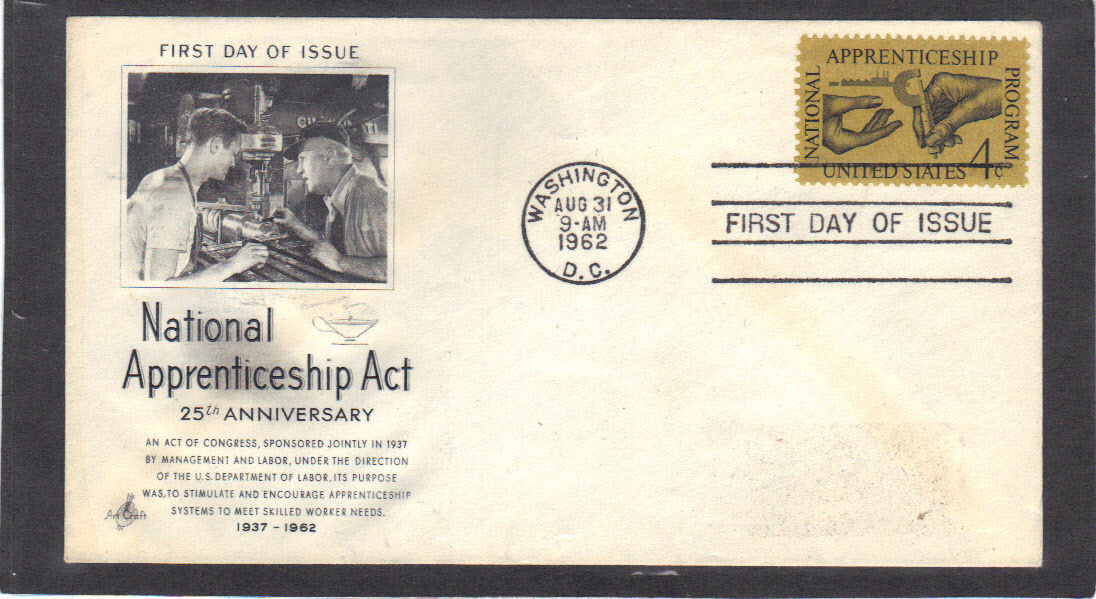 FIRST DAY OF ISSUE
National
Apprenticeship Act
25th ANNIVERSARY
AN ACT OF CONGRESS, SPONSORED JOINTLY IN 1937
BY MANAGEMENT AND LABOR, UNDER THE DIRECTION
OF THE U.S. DEPARTMENT OF LABOR. ITS PURPOSE
WAS, TO STIMULATE AND ENCOURAGE APPRENTICESHIP
SYSTEMS TO MEET SKILLED WORKER NEEDS.
1937 - 1962
Art Craft
WASHINGTON
AUG 31
9-AM
1962
D.C.
NATIONAL
APPRENTICESHIP
PROGRAM
UNITED STATES 4c
FIRST DAY OF ISSUE